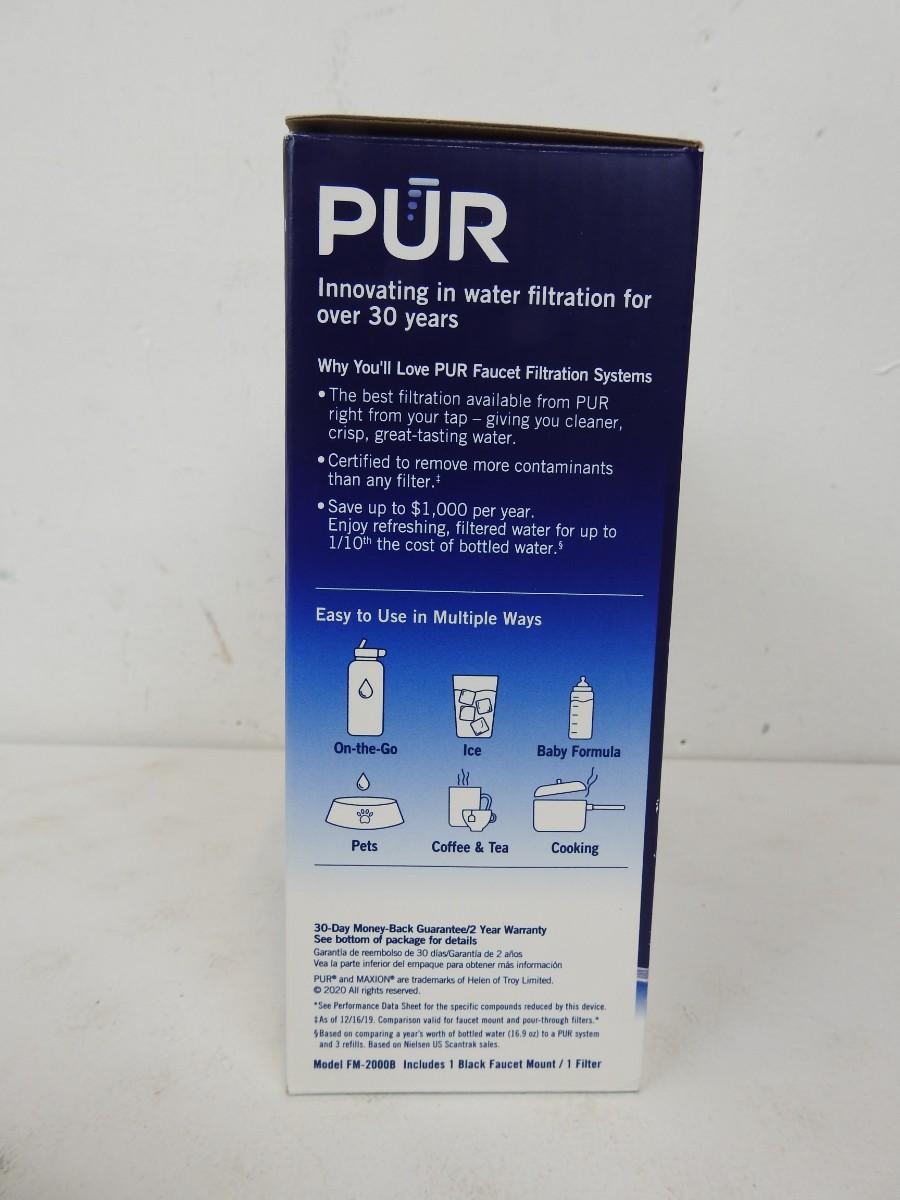 PŪR
Innovating in water filtration for
over 30 years
Why You'll Love PUR Faucet Filtration Systems
• The best filtration available from PUR
right from your tap – giving you cleaner,
crisp, great-tasting water.
• Certified to remove more contaminants
than any filter.‡
• Save up to $1,000 per year.
Enjoy refreshing, filtered water for up to
1/10th the cost of bottled water.§
Easy to Use in Multiple Ways
On-the-Go Ice Baby Formula
Pets Coffee & Tea Cooking
30-Day Money-Back Guarantee/2 Year Warranty
See bottom of package for details
Garantía de reembolso de 30 días/Garantía de 2 años
Vea la parte inferior del empaque para obtener más información
PUR® and MAXION® are trademarks of Helen of Troy Limited.
© 2020 All rights reserved.
*See Performance Data Sheet for the specific compounds reduced by this device.
‡As of 12/16/19. Comparison valid for faucet mount and pour-through filters.*
§Based on comparing a year's worth of bottled water (16.9 oz) to a PUR system
and 3 refills. Based on Nielsen US Scantrak sales.
Model FM-2000B Includes 1 Black Faucet Mount / 1 Filter